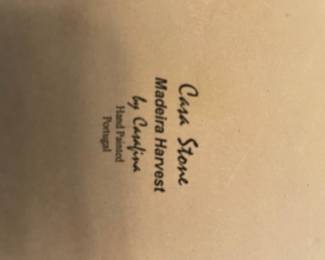 Casa Stone
Madeira Harvest
by Casafina
Hand Painted
Portugal